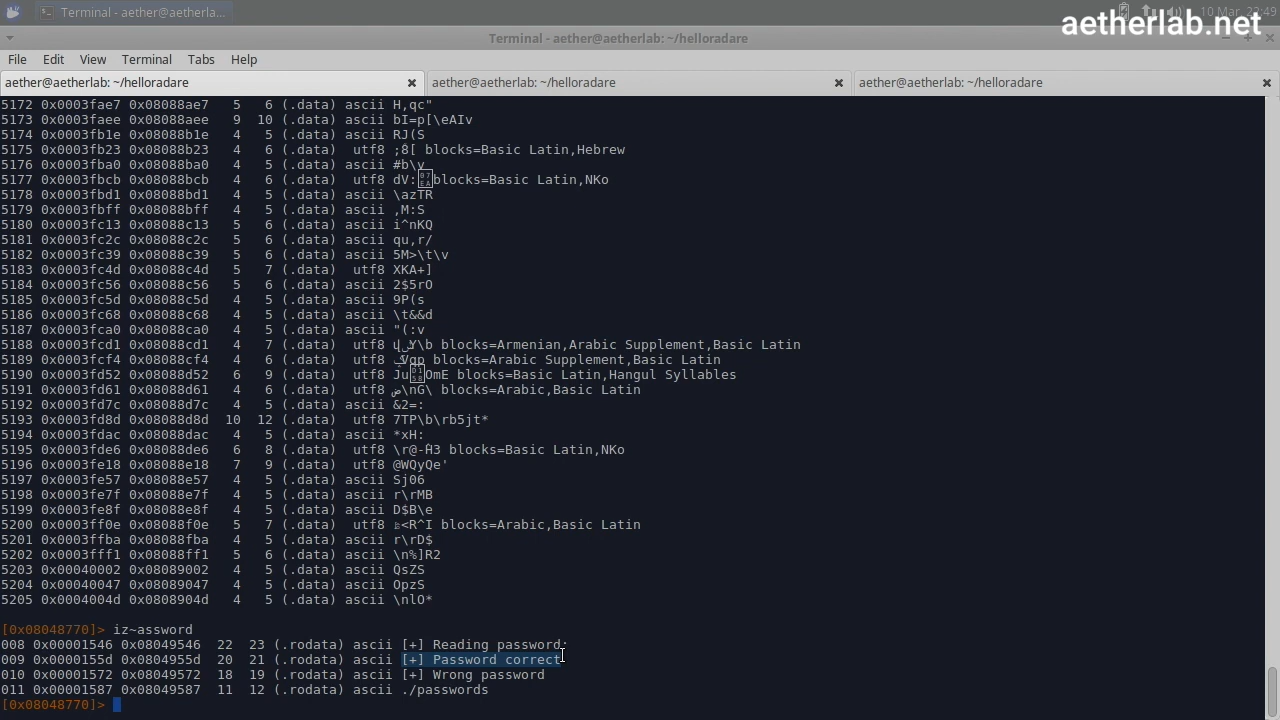 Terminal - aether@aetherla...
10 Mar, 22:49
aetherlab.net
Terminal - aether@aetherlab: ~/helloradare
File Edit View Terminal Tabs Help
aether@aetherlab: ~/helloradare aether@aetherlab: ~/helloradare aether@aetherlab: ~/helloradare
5172 0x0003fae7 0x08088ae7 5 6 (.data) ascii H,qc"
5173 0x0003faee 0x08088aee 9 10 (.data) ascii bI=p[\eAIv
5174 0x0003fb1e 0x08088b1e 4 5 (.data) ascii RJ(S
5175 0x0003fb23 0x08088b23 4 6 (.data) utf8 ;8[ blocks=Basic Latin,Hebrew
5176 0x0003fba0 0x08088ba0 4 5 (.data) ascii #b\v
5177 0x0003fbcb 0x08088bcb 4 6 (.data) utf8 dV: blocks=Basic Latin,NKo
5178 0x0003fbd1 0x08088bd1 4 5 (.data) ascii \azTR
5179 0x0003fbff 0x08088bff 4 5 (.data) ascii ,M:S
5180 0x0003fc13 0x08088c13 5 6 (.data) ascii i^nKQ
5181 0x0003fc2c 0x08088c2c 5 6 (.data) ascii qu,r/
5182 0x0003fc39 0x08088c39 5 6 (.data) ascii 5M>\t\v
5183 0x0003fc4d 0x08088c4d 5 7 (.data) utf8 XKA+]
5184 0x0003fc56 0x08088c56 5 6 (.data) ascii 2$5rO
5185 0x0003fc5d 0x08088c5d 4 5 (.data) ascii 9P(s
5186 0x0003fc68 0x08088c68 4 5 (.data) ascii \t&&d
5187 0x0003fca0 0x08088ca0 4 5 (.data) ascii "(:v
5188 0x0003fcd1 0x08088cd1 4 7 (.data) utf8 \b blocks=Armenian,Arabic Supplement,Basic Latin
5189 0x0003fcf4 0x08088cf4 4 6 (.data) utf8 blocks=Arabic Supplement,Basic Latin
5190 0x0003fd52 0x08088d52 6 9 (.data) utf8 Ju OmE blocks=Basic Latin,Hangul Syllables
5191 0x0003fd61 0x08088d61 4 6 (.data) utf8 ض\nG\ blocks=Arabic,Basic Latin
5192 0x0003fd7c 0x08088d7c 4 5 (.data) ascii &2=:
5193 0x0003fd8d 0x08088d8d 10 12 (.data) utf8 7TP\b\rb5jt*
5194 0x0003fdac 0x08088dac 4 5 (.data) ascii *xH:
5195 0x0003fde6 0x08088de6 6 8 (.data) utf8 \r@-H3 blocks=Basic Latin,NKo
5196 0x0003fe18 0x08088e18 7 9 (.data) utf8 @WQyQe'
5197 0x0003fe57 0x08088e57 4 5 (.data) ascii Sj06
5198 0x0003fe7f 0x08088e7f 4 5 (.data) ascii r\rMB
5199 0x0003fe8f 0x08088e8f 4 5 (.data) ascii D$B\e
5200 0x0003ff0e 0x08088f0e 5 7 (.data) utf8 <R^I blocks=Arabic,Basic Latin
5201 0x0003ffba 0x08088fba 4 5 (.data) ascii r\rD$
5202 0x0003fff1 0x08088ff1 5 6 (.data) ascii \n%]R2
5203 0x00040002 0x08089002 4 5 (.data) ascii QsZS
5204 0x00040047 0x08089047 4 5 (.data) ascii OpzS
5205 0x0004004d 0x0808904d 4 5 (.data) ascii \nlO*
[0x08048770]> iz~assword
008 0x00001546 0x08049546 22 23 (.rodata) ascii [+] Reading password:
009 0x0000155d 0x0804955d 20 21 (.rodata) ascii [+] Password correct
010 0x00001572 0x08049572 18 19 (.rodata) ascii [+] Wrong password
011 0x00001587 0x08049587 11 12 (.rodata) ascii ./passwords
[0x08048770]>